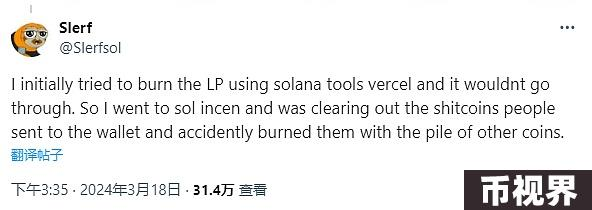 Slerf
@Slerfsol
I initially tried to burn the LP using solana tools vercel and it wouldnt go
through. So I went to sol incen and was clearing out the shitcoins people
sent to the wallet and accidently burned them with the pile of other coins.
翻译帖子
下午3:35 · 2024年3月18日 · 31.4万 查看
币视界